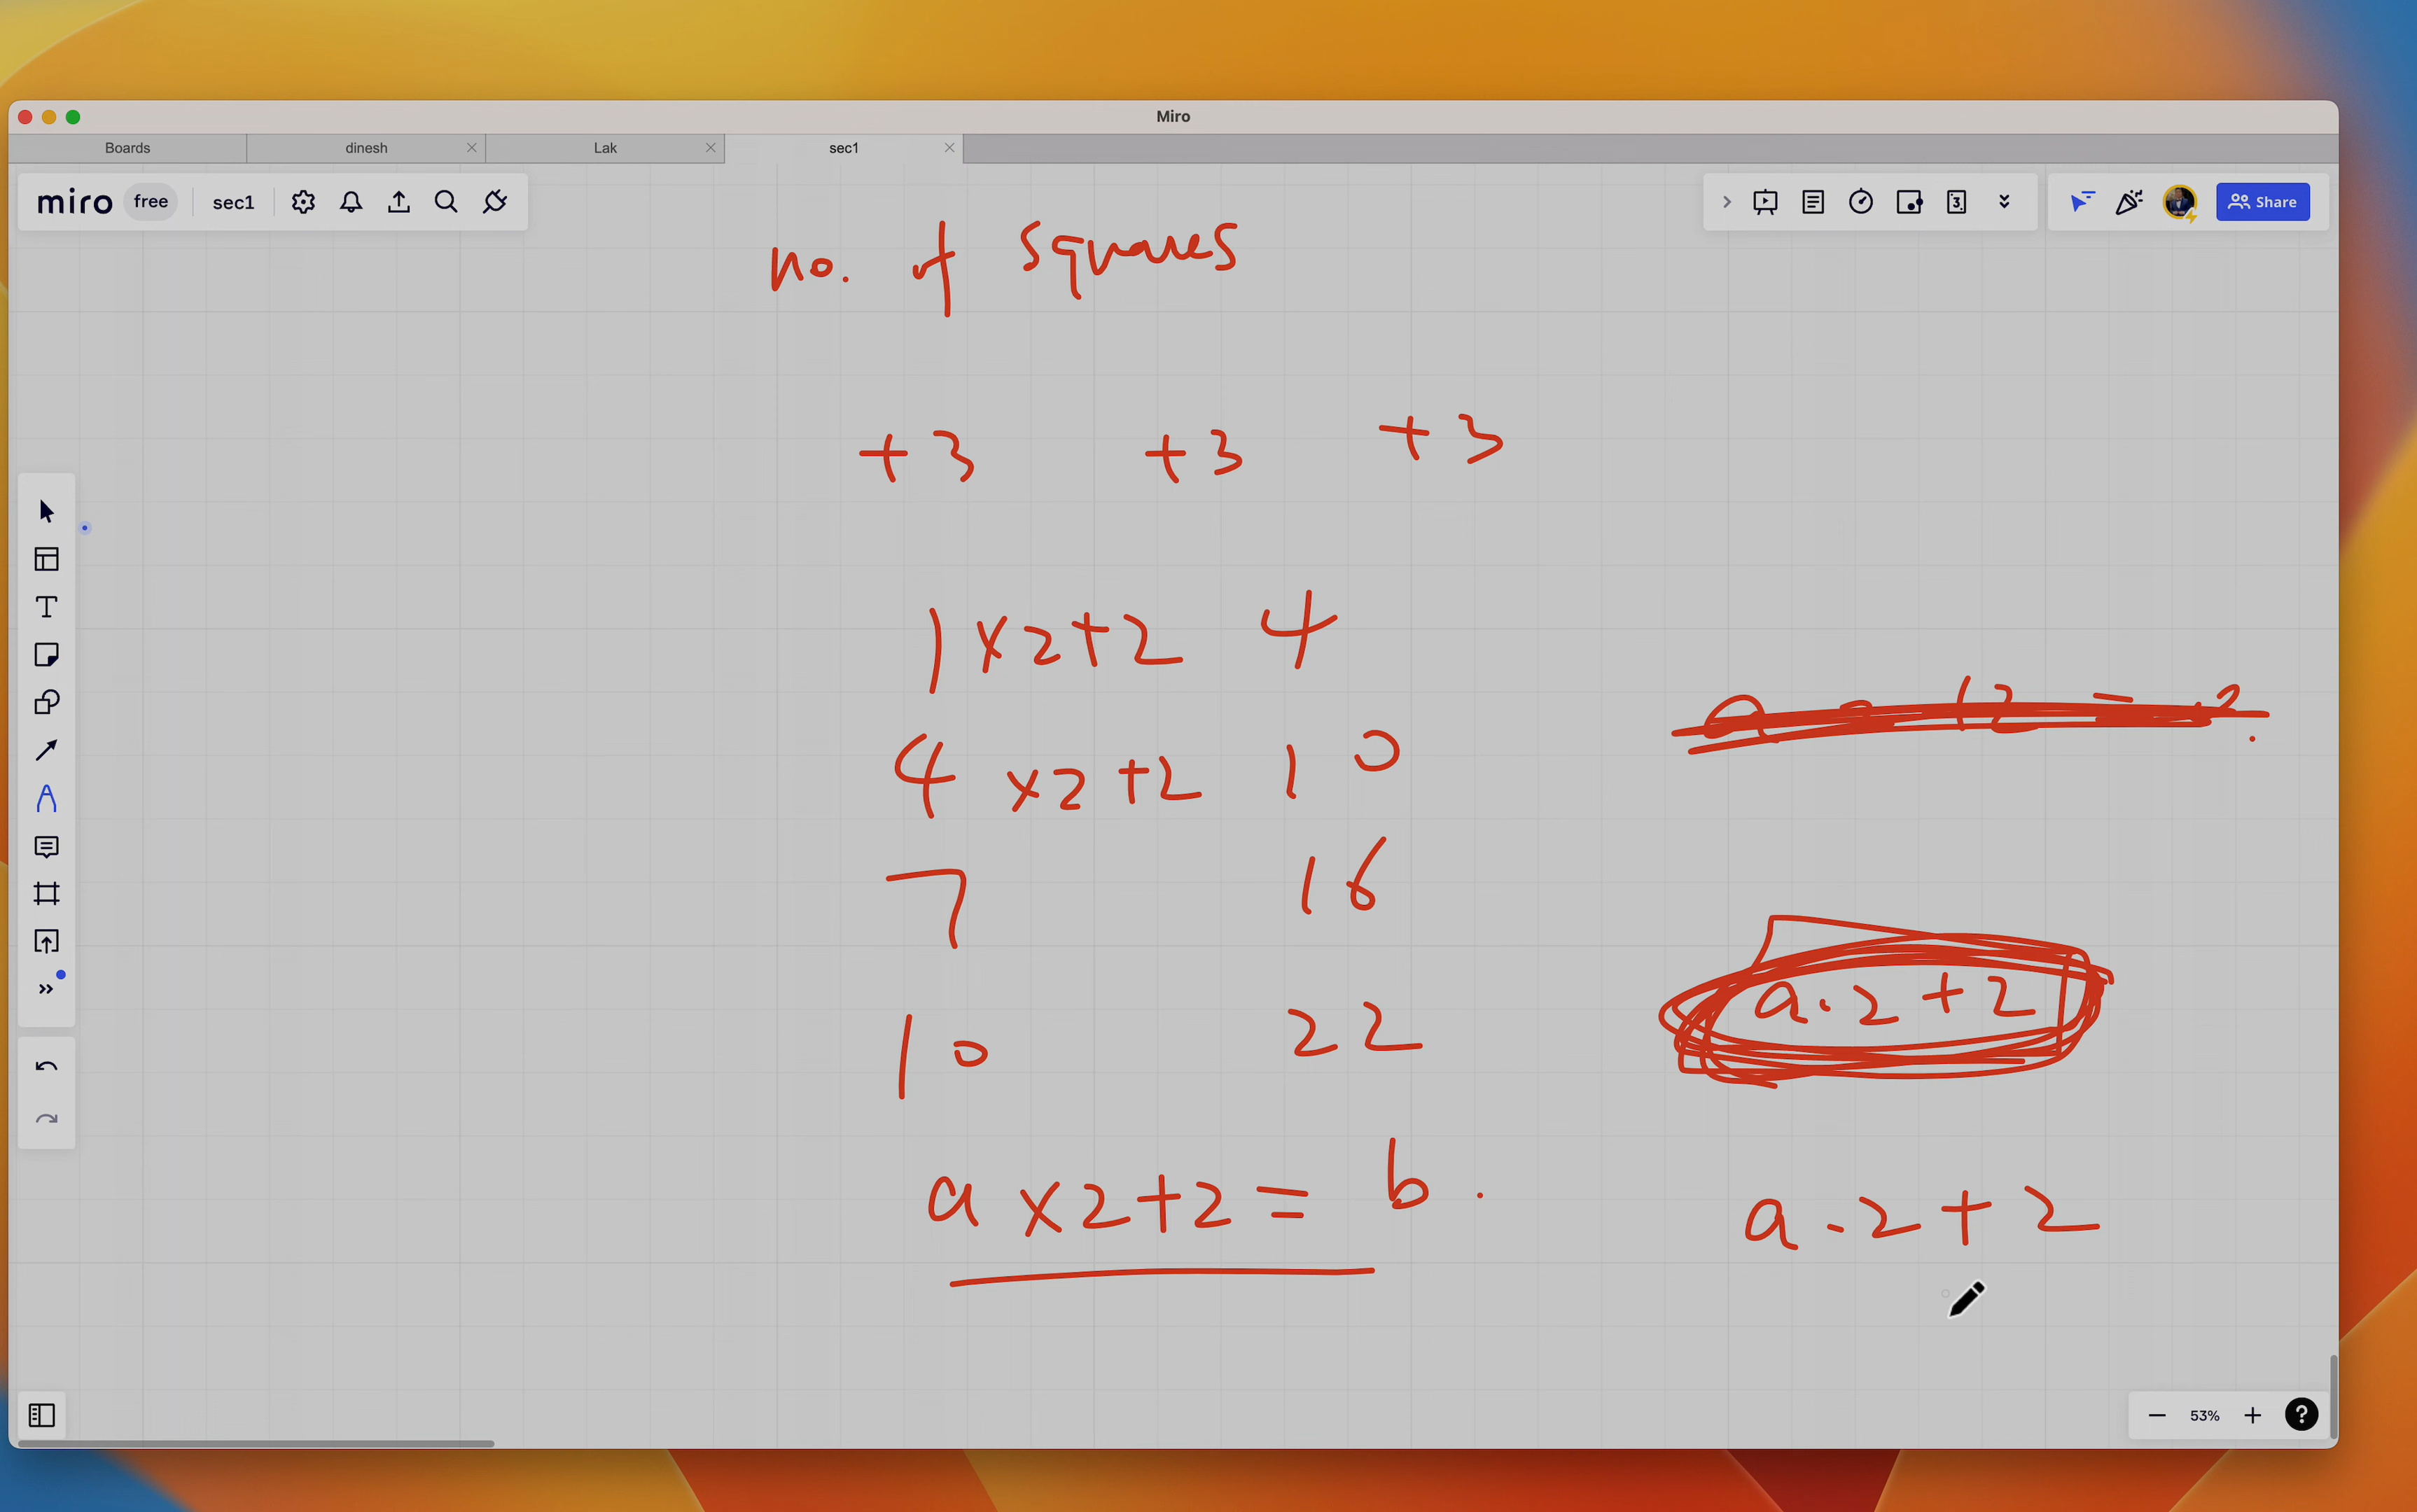 Miro
Boards dinesh Lak sec1
miro free sec1 Share
no. of squares
+3 +3 +3
1 x2+2 4
4 x2+2 10
7 16
10 22
a x2+2 = b.
a.2+2
a.2+2
53%